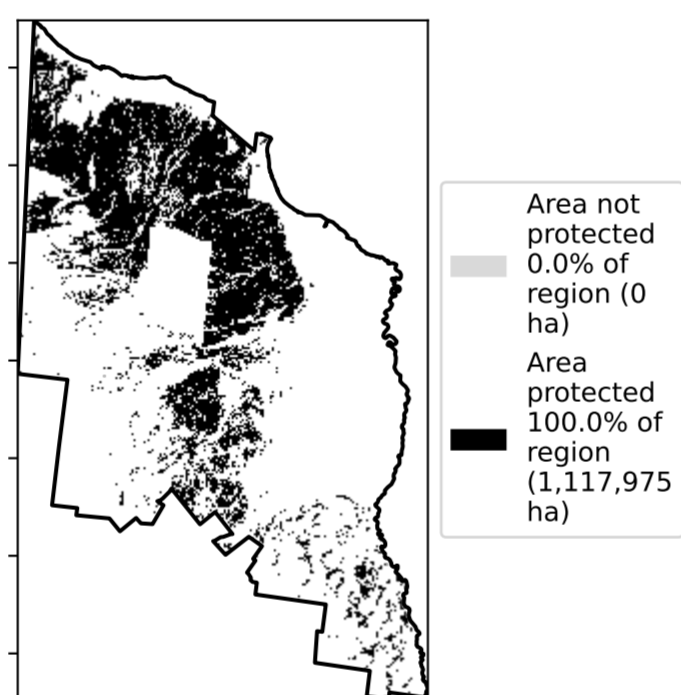 Area not
protected
0.0% of
region (0
ha)
Area
protected
100.0% of
region
(1,117,975
ha)